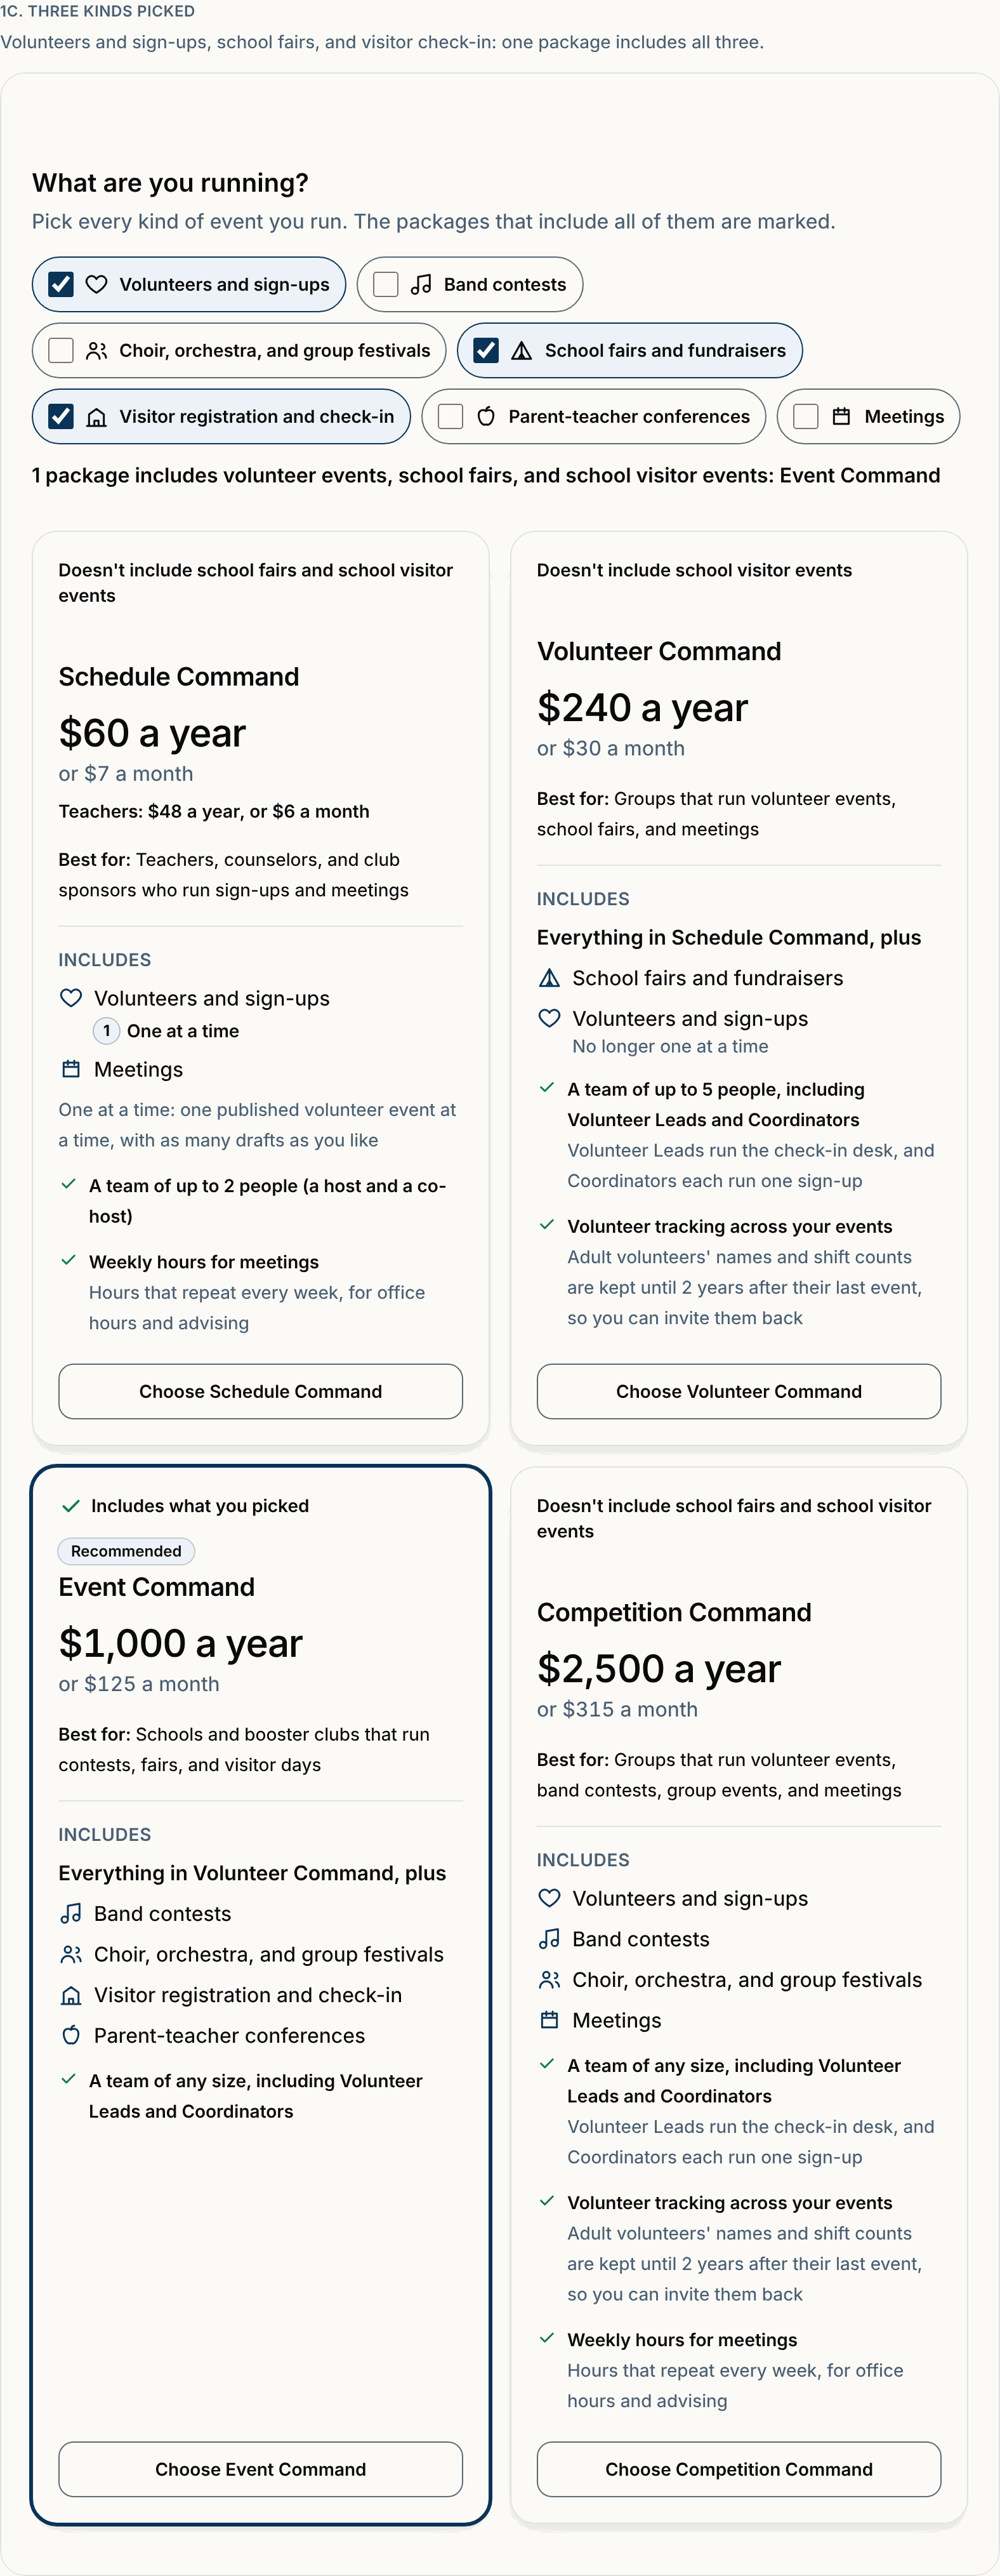 1C. THREE KINDS PICKED
Volunteers and sign-ups, school fairs, and visitor check-in: one package includes all three.
What are you running?
Pick every kind of event you run. The packages that include all of them are marked.
Volunteers and sign-ups
Band contests
Choir, orchestra, and group festivals
School fairs and fundraisers
Visitor registration and check-in
Parent-teacher conferences
Meetings
1 package includes volunteer events, school fairs, and school visitor events: Event Command
Doesn't include school fairs and school visitor
events
Schedule Command
$60 a year
or $7 a month
Teachers: $48 a year, or $6 a month
Best for: Teachers, counselors, and club
sponsors who run sign-ups and meetings
INCLUDES
Volunteers and sign-ups
1 One at a time
Meetings
One at a time: one published volunteer event at
a time, with as many drafts as you like
A team of up to 2 people (a host and a co-
host)
Weekly hours for meetings
Hours that repeat every week, for office
hours and advising
Choose Schedule Command
Doesn't include school visitor events
Volunteer Command
$240 a year
or $30 a month
Best for: Groups that run volunteer events,
school fairs, and meetings
INCLUDES
Everything in Schedule Command, plus
School fairs and fundraisers
Volunteers and sign-ups
No longer one at a time
A team of up to 5 people, including
Volunteer Leads and Coordinators
Volunteer Leads run the check-in desk, and
Coordinators each run one sign-up
Volunteer tracking across your events
Adult volunteers' names and shift counts
are kept until 2 years after their last event,
so you can invite them back
Choose Volunteer Command
Includes what you picked
Recommended
Event Command
$1,000 a year
or $125 a month
Best for: Schools and booster clubs that run
contests, fairs, and visitor days
INCLUDES
Everything in Volunteer Command, plus
Band contests
Choir, orchestra, and group festivals
Visitor registration and check-in
Parent-teacher conferences
A team of any size, including Volunteer
Leads and Coordinators
Choose Event Command
Doesn't include school fairs and school visitor
events
Competition Command
$2,500 a year
or $315 a month
Best for: Groups that run volunteer events,
band contests, group events, and meetings
INCLUDES
Volunteers and sign-ups
Band contests
Choir, orchestra, and group festivals
Meetings
A team of any size, including Volunteer
Leads and Coordinators
Volunteer Leads run the check-in desk, and
Coordinators each run one sign-up
Volunteer tracking across your events
Adult volunteers' names and shift counts
are kept until 2 years after their last event,
so you can invite them back
Weekly hours for meetings
Hours that repeat every week, for office
hours and advising
Choose Competition Command